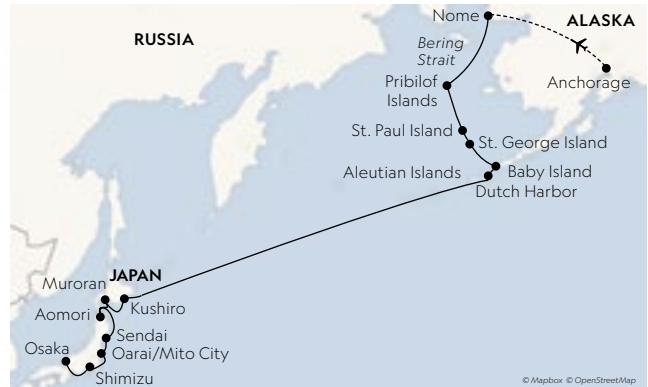 Nome
ALASKA
RUSSIA
Bering
Strait
Anchorage
Pribilof
Islands
St. Paul Island
St. George Island
Aleutian Islands
Baby Island
Dutch Harbor
JAPAN
Muroran
Kushiro
Aomori
Sendai
Osaka
Oarai/Mito City
Shimizu
© Mapbox © OpenStreetMap